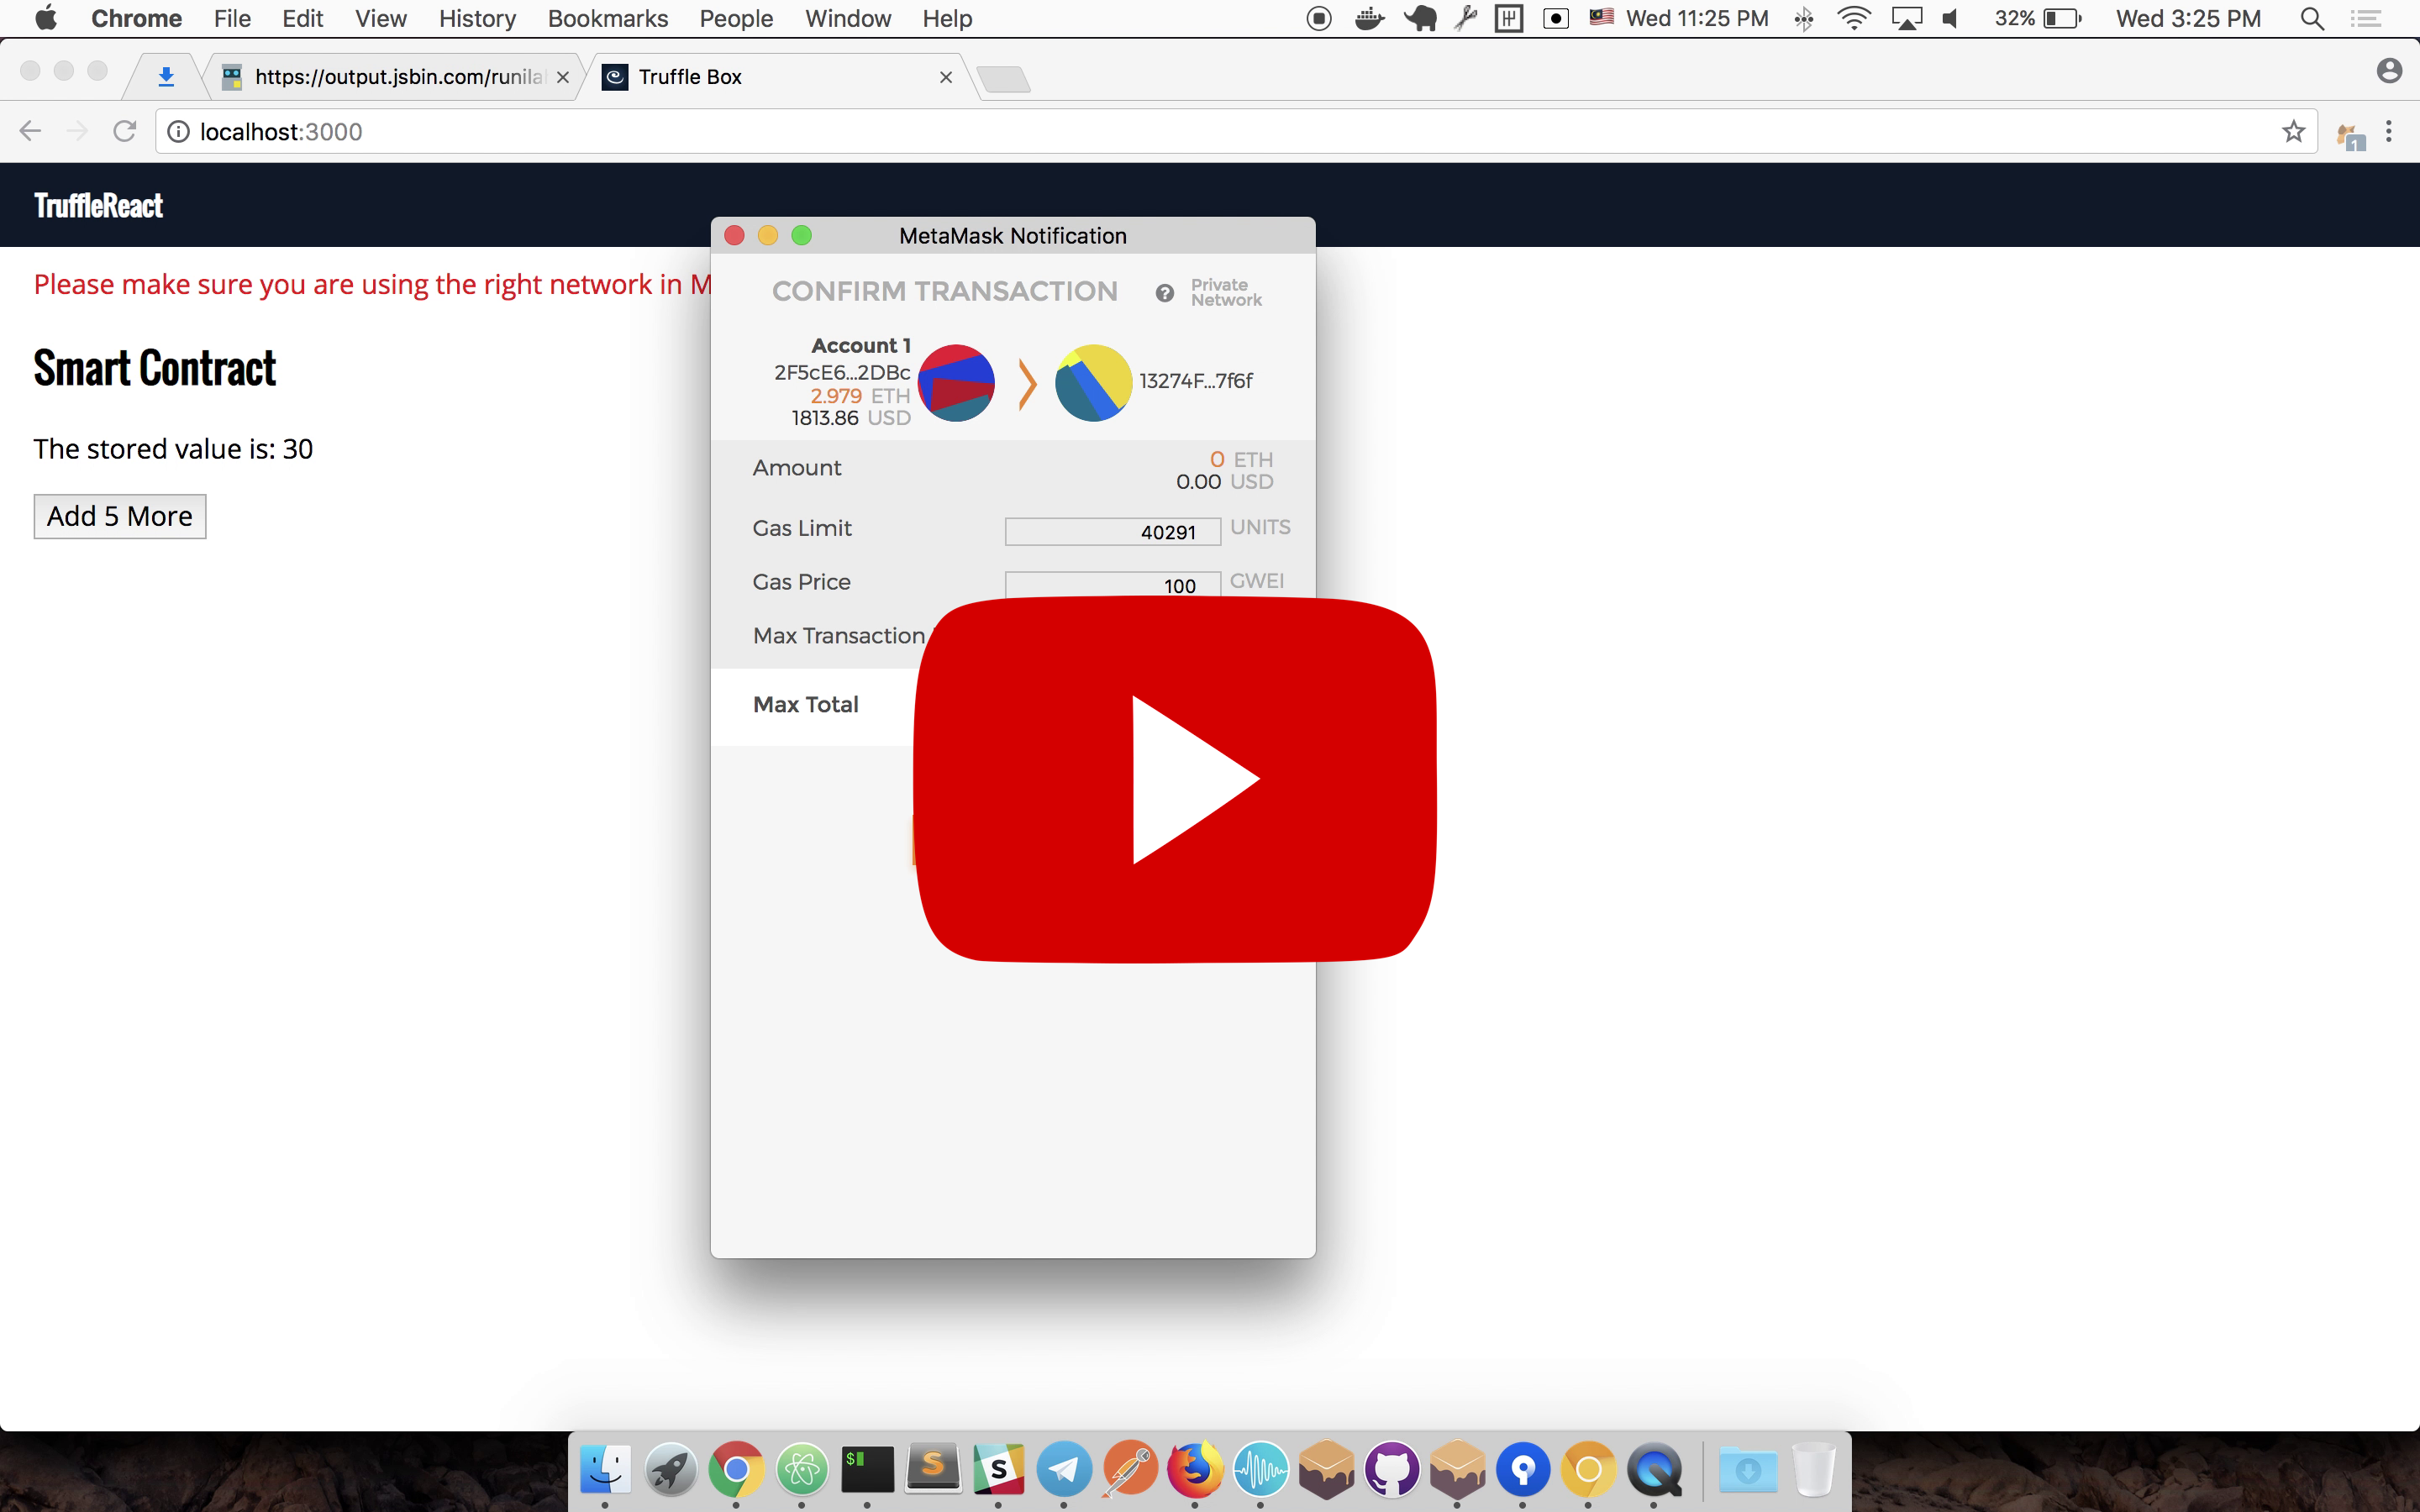 Chrome File Edit View History Bookmarks People Window Help Wed 11:25 PM 32% Wed 3:25 PM
https://output.jsbin.com/runila Truffle Box
localhost:3000 1
TruffleReact
Please make sure you are using the right network in M
Smart Contract
The stored value is: 30
Add 5 More
MetaMask Notification
CONFIRM TRANSACTION
Private
Network
Account 1
2F5cE6...2DBc
2.979 ETH
1813.86 USD
13274F...7f6f
Amount
0 ETH
0.00 USD
Gas Limit 40291 UNITS
Gas Price 100 GWEI
Max Transaction
Max Total
$
S
S